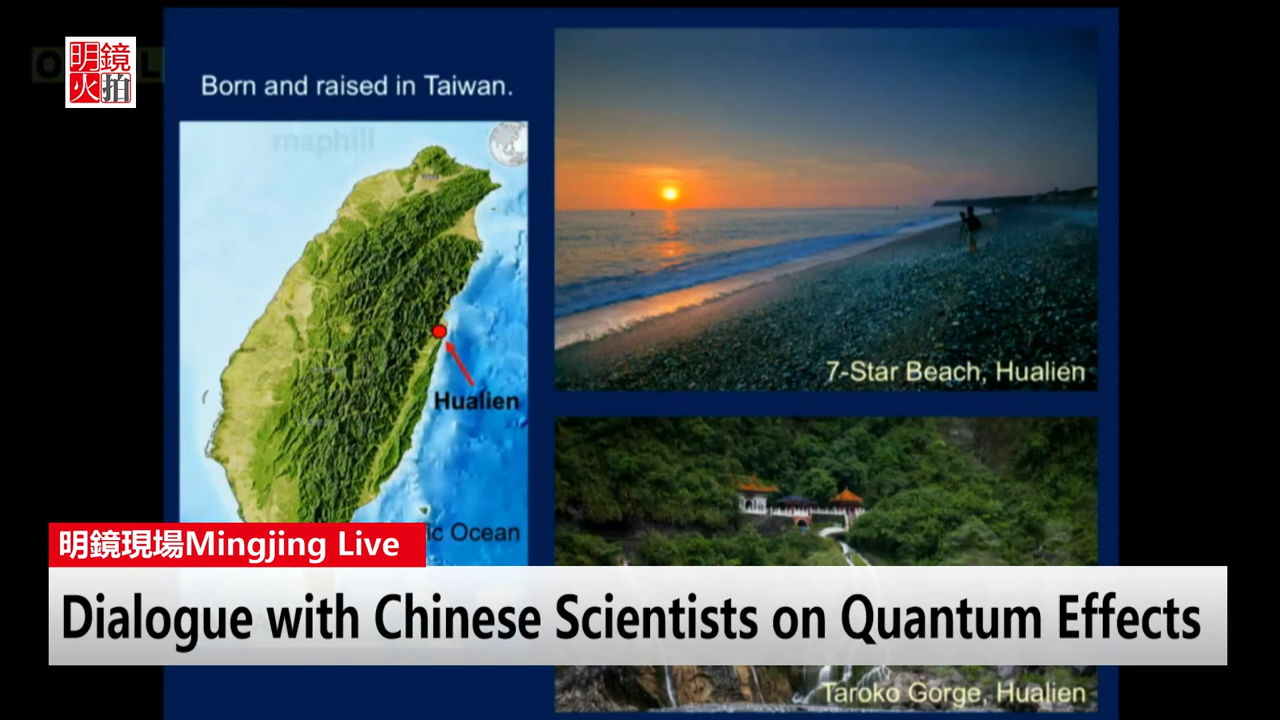 明鏡
火拍
Born and raised in Taiwan.
maphill
Hualien
ic Ocean
7-Star Beach, Hualien
明鏡現場Mingjing Live
Dialogue with Chinese Scientists on Quantum Effects
Taroko Gorge, Hualien